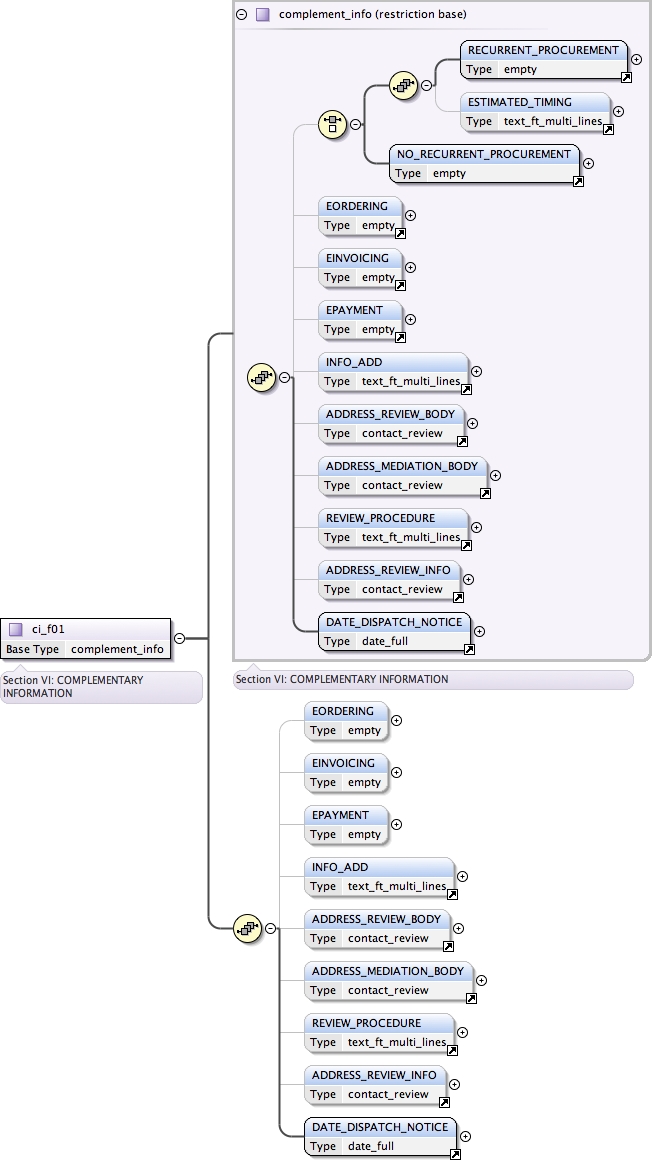 complement_info (restriction base)
RECURRENT_PROCUREMENT
Type empty
ESTIMATED_TIMING
Type text_ft_multi_lines
NO_RECURRENT_PROCUREMENT
Type empty
EORDERING
Type empty
EINVOICING
Type empty
EPAYMENT
Type empty
INFO_ADD
Type text_ft_multi_lines
ADDRESS_REVIEW_BODY
Type contact_review
ADDRESS_MEDIATION_BODY
Type contact_review
REVIEW_PROCEDURE
Type text_ft_multi_lines
ADDRESS_REVIEW_INFO
Type contact_review
DATE_DISPATCH_NOTICE
Type date_full
ci_f01
Base Type complement_info
Section VI: COMPLEMENTARY
INFORMATION
Section VI: COMPLEMENTARY INFORMATION
EORDERING
Type empty
EINVOICING
Type empty
EPAYMENT
Type empty
INFO_ADD
Type text_ft_multi_lines
ADDRESS_REVIEW_BODY
Type contact_review
ADDRESS_MEDIATION_BODY
Type contact_review
REVIEW_PROCEDURE
Type text_ft_multi_lines
ADDRESS_REVIEW_INFO
Type contact_review
DATE_DISPATCH_NOTICE
Type date_full